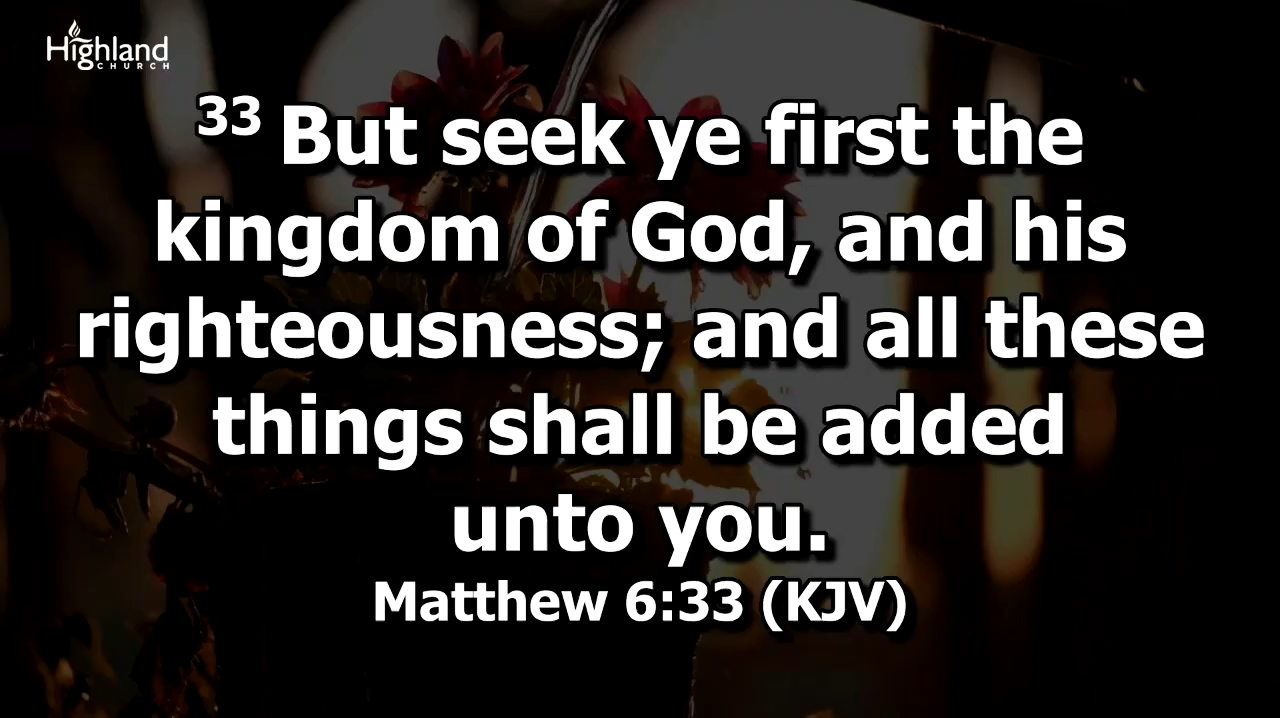 Highland
CHURCH
33 But seek ye first the
kingdom of God, and his
righteousness; and all these
things shall be added
unto you.
Matthew 6:33 (KJV)